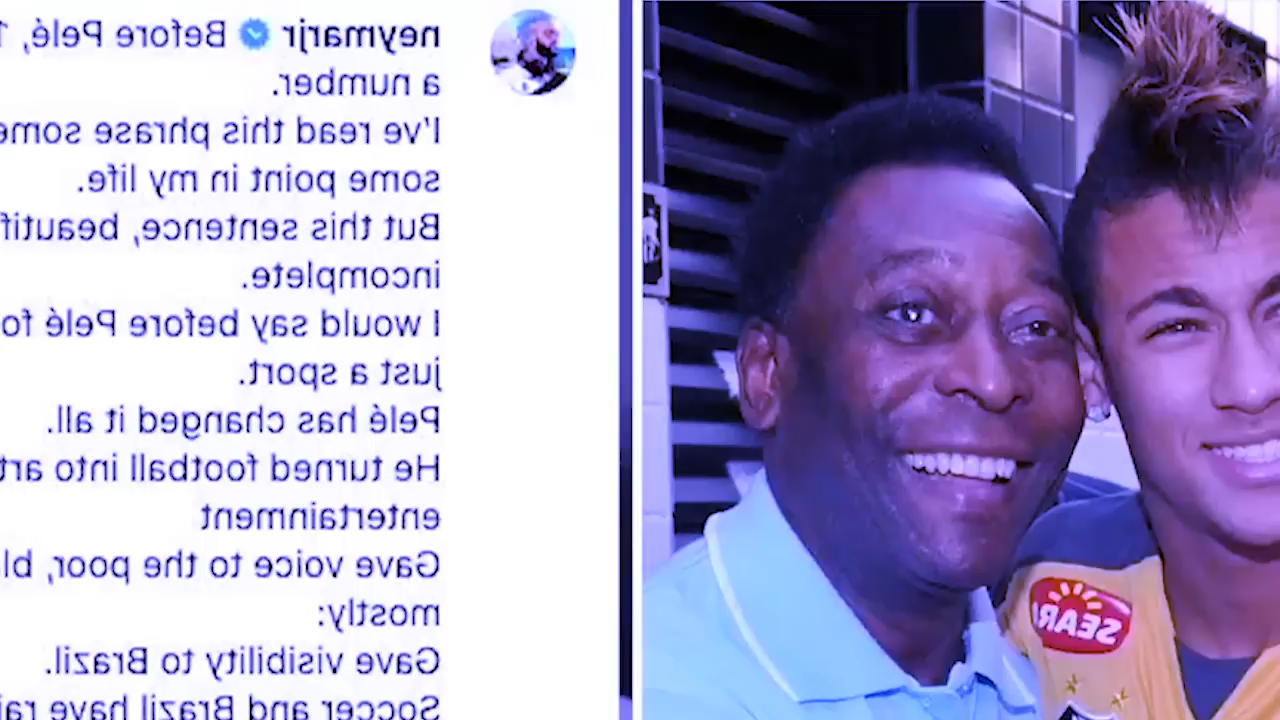 neymarjr Before Pelé,
a number.
I've read this phrase
some point in my life.
But this sentence,
incomplete.
I would say before Pelé
just a sport.
Pelé has changed it all.
He turned football into
entertainment
Gave voice to the poor,
mostly:
Gave visibility to Brazil.
Soccer and Brazil have
SEARA